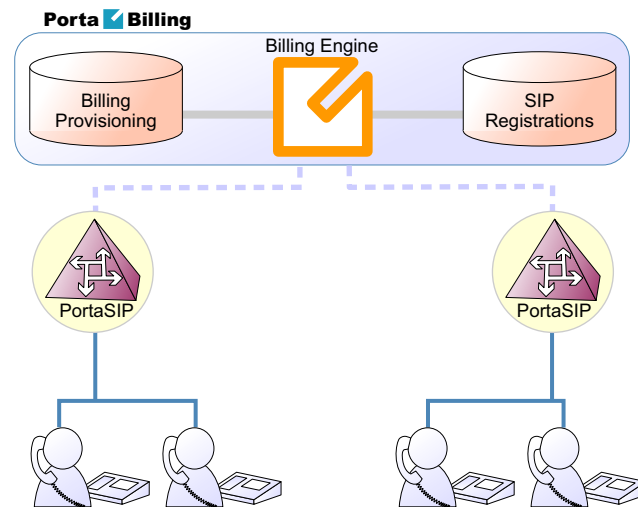 Porta Billing
Billing Engine
Billing
Provisioning
SIP
Registrations
PortaSIP
PortaSIP